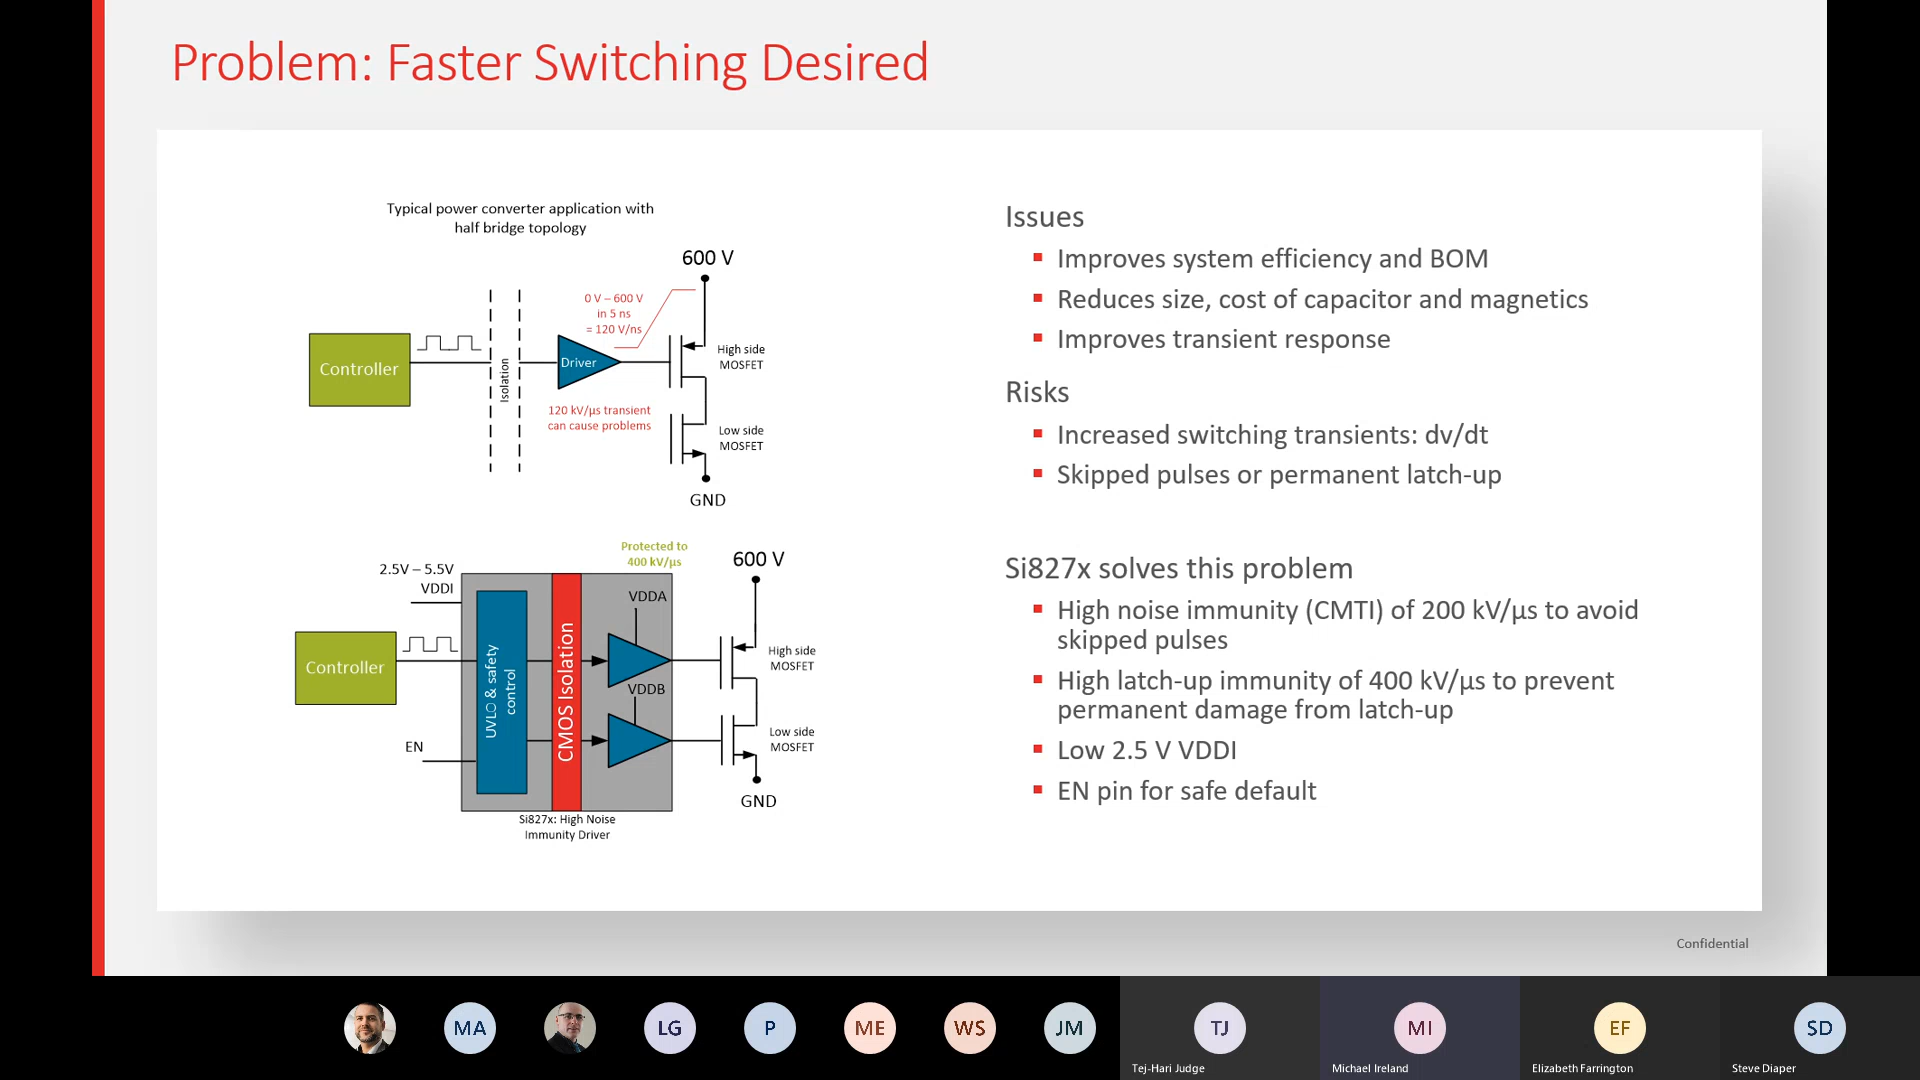 Problem: Faster Switching Desired
Typical power converter application with
half bridge topology
600 V
0 V – 600 V
in 5 ns
= 120 V/ns
Controller
Isolation
Driver
High side
MOSFET
120 kV/µs transient
can cause problems
Low side
MOSFET
GND
Protected to
400 kV/µs
600 V
2.5V – 5.5V
VDDI
VDDA
Controller
UVLO & safety
control
CMOS Isolation
High side
MOSFET
VDDB
EN
Low side
MOSFET
GND
Si827x: High Noise
Immunity Driver
Issues
Improves system efficiency and BOM
Reduces size, cost of capacitor and magnetics
Improves transient response
Risks
Increased switching transients: dv/dt
Skipped pulses or permanent latch-up
Si827x solves this problem
High noise immunity (CMTI) of 200 kV/µs to avoid
skipped pulses
High latch-up immunity of 400 kV/µs to prevent
permanent damage from latch-up
Low 2.5 V VDDI
EN pin for safe default
Confidential
MA
LG
P
ME
WS
JM
TJ
MI
EF
SD
Tej-Hari Judge
Michael Ireland
Elizabeth Farrington
Steve Diaper